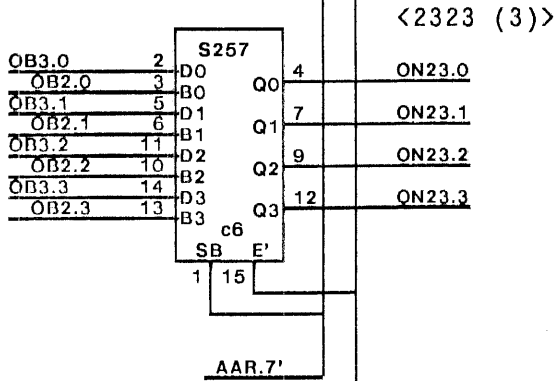 <2323 (3)>
S257
OB3.0 2 D0
OB2.0 3 B0
OB3.1 5 D1
OB2.1 6 B1
OB3.2 11 D2
OB2.2 10 B2
OB3.3 14 D3
OB2.3 13 B3
Q0 4 ON23.0
Q1 7 ON23.1
Q2 9 ON23.2
Q3 12 ON23.3
c6
SB E'
1 15
AAR.7'